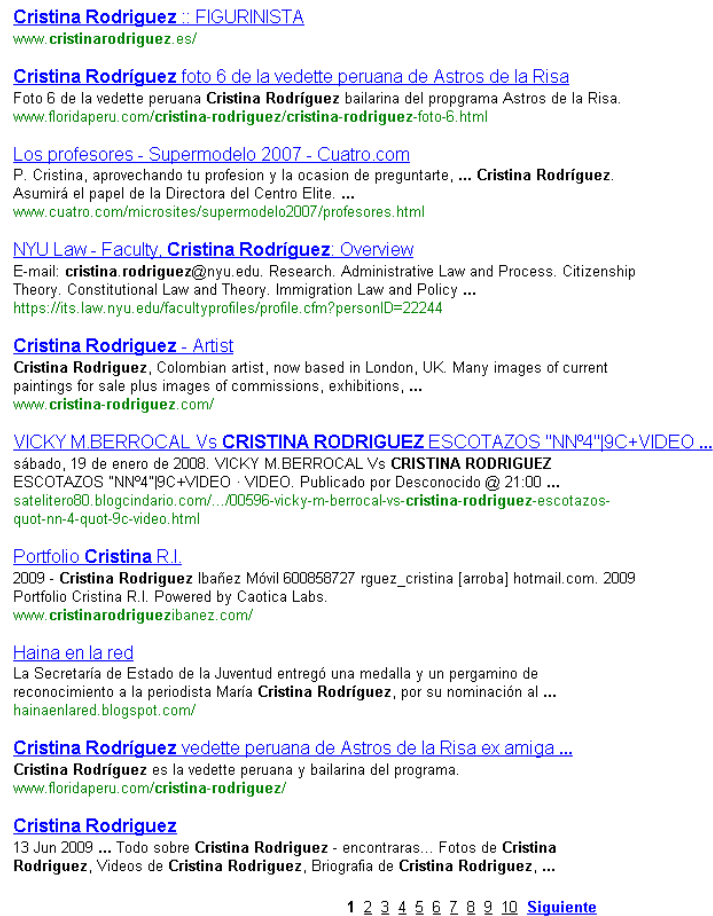 Cristina Rodriguez :: FIGURINISTA
www.cristinarodriguez.es/
Cristina Rodríguez foto 6 de la vedette peruana de Astros de la Risa
Foto 6 de la vedette peruana Cristina Rodríguez bailarina del propgrama Astros de la Risa.
www.floridaperu.com/cristina-rodriguez/cristina-rodriguez-foto-6.html
Los profesores - Supermodelo 2007 - Cuatro.com
P. Cristina, aprovechando tu profesion y la ocasion de preguntarte, ... Cristina Rodríguez.
Asumirá el papel de la Directora del Centro Elite. ...
www.cuatro.com/microsites/supermodelo2007/profesores.html
NYU Law - Faculty, Cristina Rodríguez: Overview
E-mail: cristina.rodriguez@nyu.edu. Research. Administrative Law and Process. Citizenship
Theory. Constitutional Law and Theory. Immigration Law and Policy ...
https://its.law.nyu.edu/facultyprofiles/profile.cfm?personID=22244
Cristina Rodriguez - Artist
Cristina Rodriguez, Colombian artist, now based in London, UK. Many images of current
paintings for sale plus images of commissions, exhibitions, ...
www.cristina-rodriguez.com/
VICKY M.BERROCAL Vs CRISTINA RODRIGUEZ ESCOTAZOS "NNº4"|9C+VIDEO ...
sábado, 19 de enero de 2008. VICKY M.BERROCAL Vs CRISTINA RODRIGUEZ
ESCOTAZOS "NNº4"|9C+VIDEO · VIDEO. Publicado por Desconocido @ 21:00 ...
satelitero80.blogcindario.com/.../00596-vicky-m-berrocal-vs-cristina-rodriguez-escotazos-
quot-nn-4-quot-9c-video.html
Portfolio Cristina R.I.
2009 - Cristina Rodriguez Ibañez Móvil 600858727 rguez_cristina [arroba] hotmail.com. 2009
Portfolio Cristina R.I. Powered by Caotica Labs.
www.cristinarodriguezibanez.com/
Haina en la red
La Secretaría de Estado de la Juventud entregó una medalla y un pergamino de
reconocimiento a la periodista María Cristina Rodríguez, por su nominación al ...
hainaenlared.blogspot.com/
Cristina Rodríguez vedette peruana de Astros de la Risa ex amiga ...
Cristina Rodríguez es la vedette peruana y bailarina del programa.
www.floridaperu.com/cristina-rodriguez/
Cristina Rodriguez
13 Jun 2009 ... Todo sobre Cristina Rodriguez - encontraras... Fotos de Cristina
Rodriguez, Videos de Cristina Rodriguez, Briografia de Cristina Rodriguez, ...
1 2 3 4 5 6 7 8 9 10 Siguiente